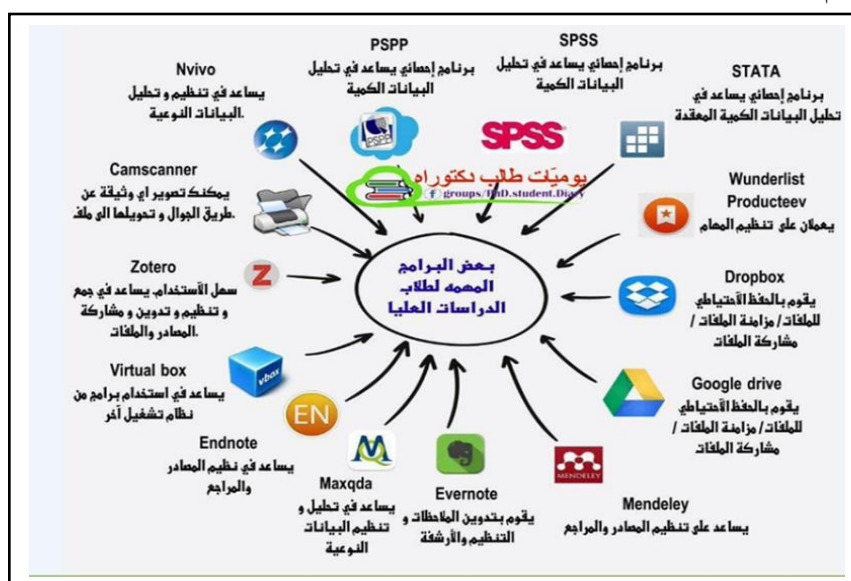 PSPP
برنامج إحصائي يساعد في تحليل
البيانات الكمية
PSPP
SPSS
برنامج إحصائي يساعد في تحليل
البيانات الكمية
SPSS
STATA
برنامج إحصائي يساعد في
تحليل البيانات الكمية المعقدة
Nvivo
يساعد في تنظيم و تحليل
البيانات النوعية.
يوميّات طالب دكتوراه
f groups/PhD.student.Diary
Wunderlist
Producteev
يعملان على تنظيم المهام
Camscanner
يمكنك تصوير اي وثيقة عن
طريق الجوال و تحويلها الى ملف.
بعض البرامج
المهمه لطلاب
الدراسات العليا
Dropbox
يقوم بالحفظ الأحتياطي
للملفات/ مزامنة الملفات /
مشاركة الملفات
Zotero
سهل الأستخدام. يساعد في جمع
و تنظيم و تدوين و مشاركة
المصادر والملفات.
Z
Google drive
يقوم بالحفظ الأحتياطي
للملفات/ مزامنة الملفات /
مشاركة الملفات
Virtual box
يساعد في استخدام برامج من
نظام تشغيل آخر
vbox
Endnote
يساعد في نظيم المصادر
والمراجع
EN
Maxqda
يساعد في تحليل و
تنظيم البيانات
النوعية
Evernote
يقوم بتدوين الملاحظات و
التنظيم والأرشفة
MENDELEY
Mendeley
يساعد على تنظيم المصادر والمراجع